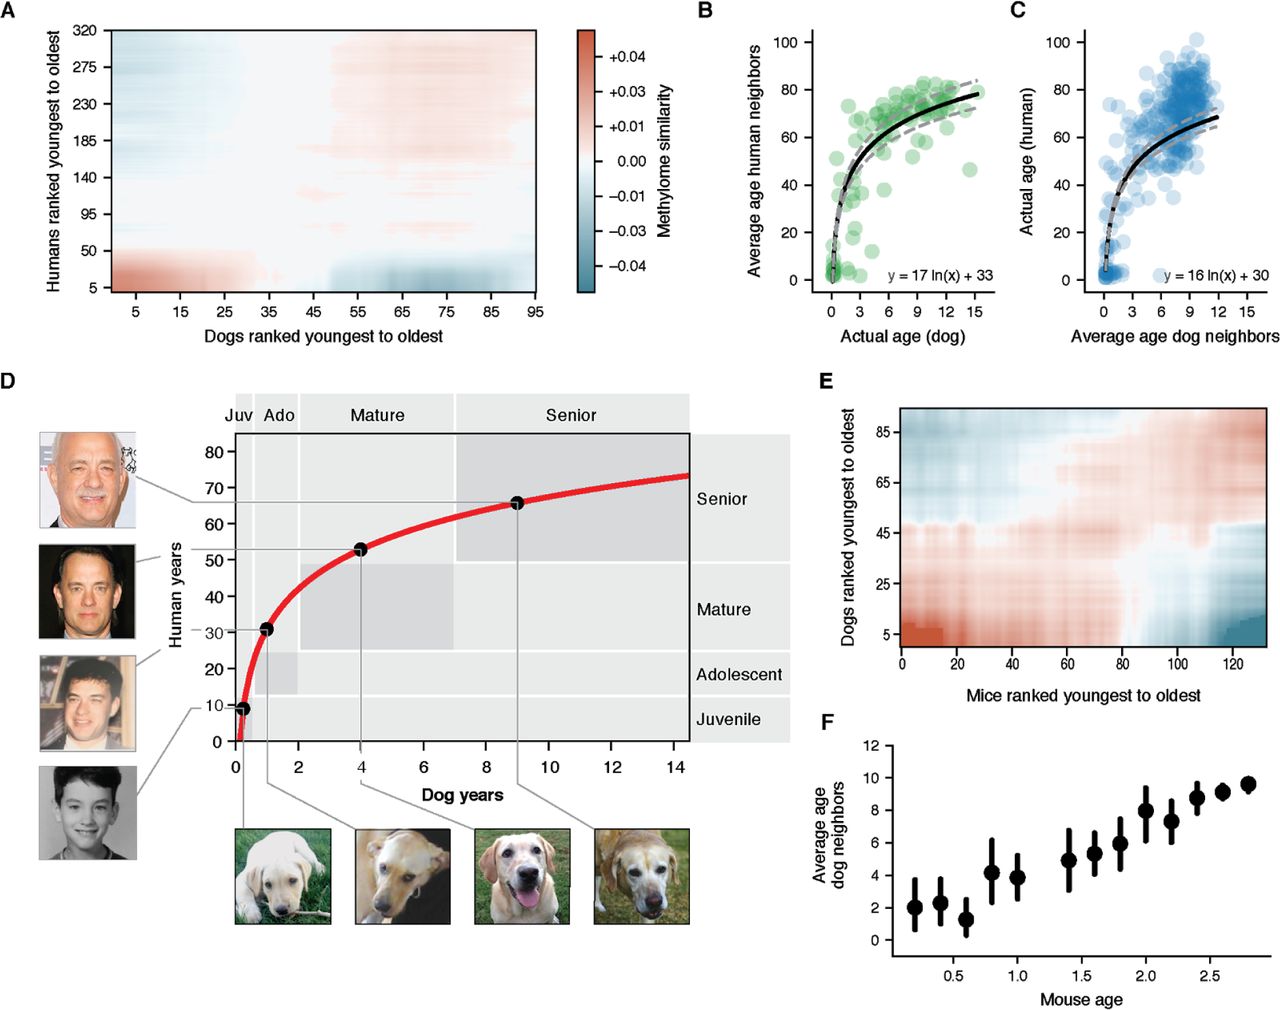 A
Humans ranked youngest to oldest
320
275
230
185
140
95
50
5
5 15 25 35 45 55 65 75 85 95
Dogs ranked youngest to oldest
+0.04
+0.03
+0.01
0.00
−0.01
−0.03
−0.04
Methylome similarity
B
Average age human neighbors
100
80
60
40
20
0
y = 17 ln(x) + 33
0 3 6 9 12 15
Actual age (dog)
C
Actual age (human)
100
80
60
40
20
0
y = 16 ln(x) + 30
0 3 6 9 12 15
Average age dog neighbors
D
Juv Ado Mature Senior
Human years
80
70
60
50
40
30
20
10
0
Senior
Mature
Adolescent
Juvenile
0 2 4 6 8 10 12 14
Dog years
E
Dogs ranked youngest to oldest
85
65
45
25
5
0 20 40 60 80 100 120
Mice ranked youngest to oldest
F
Average age
dog neighbors
12
10
8
6
4
2
0
0.5 1.0 1.5 2.0 2.5
Mouse age